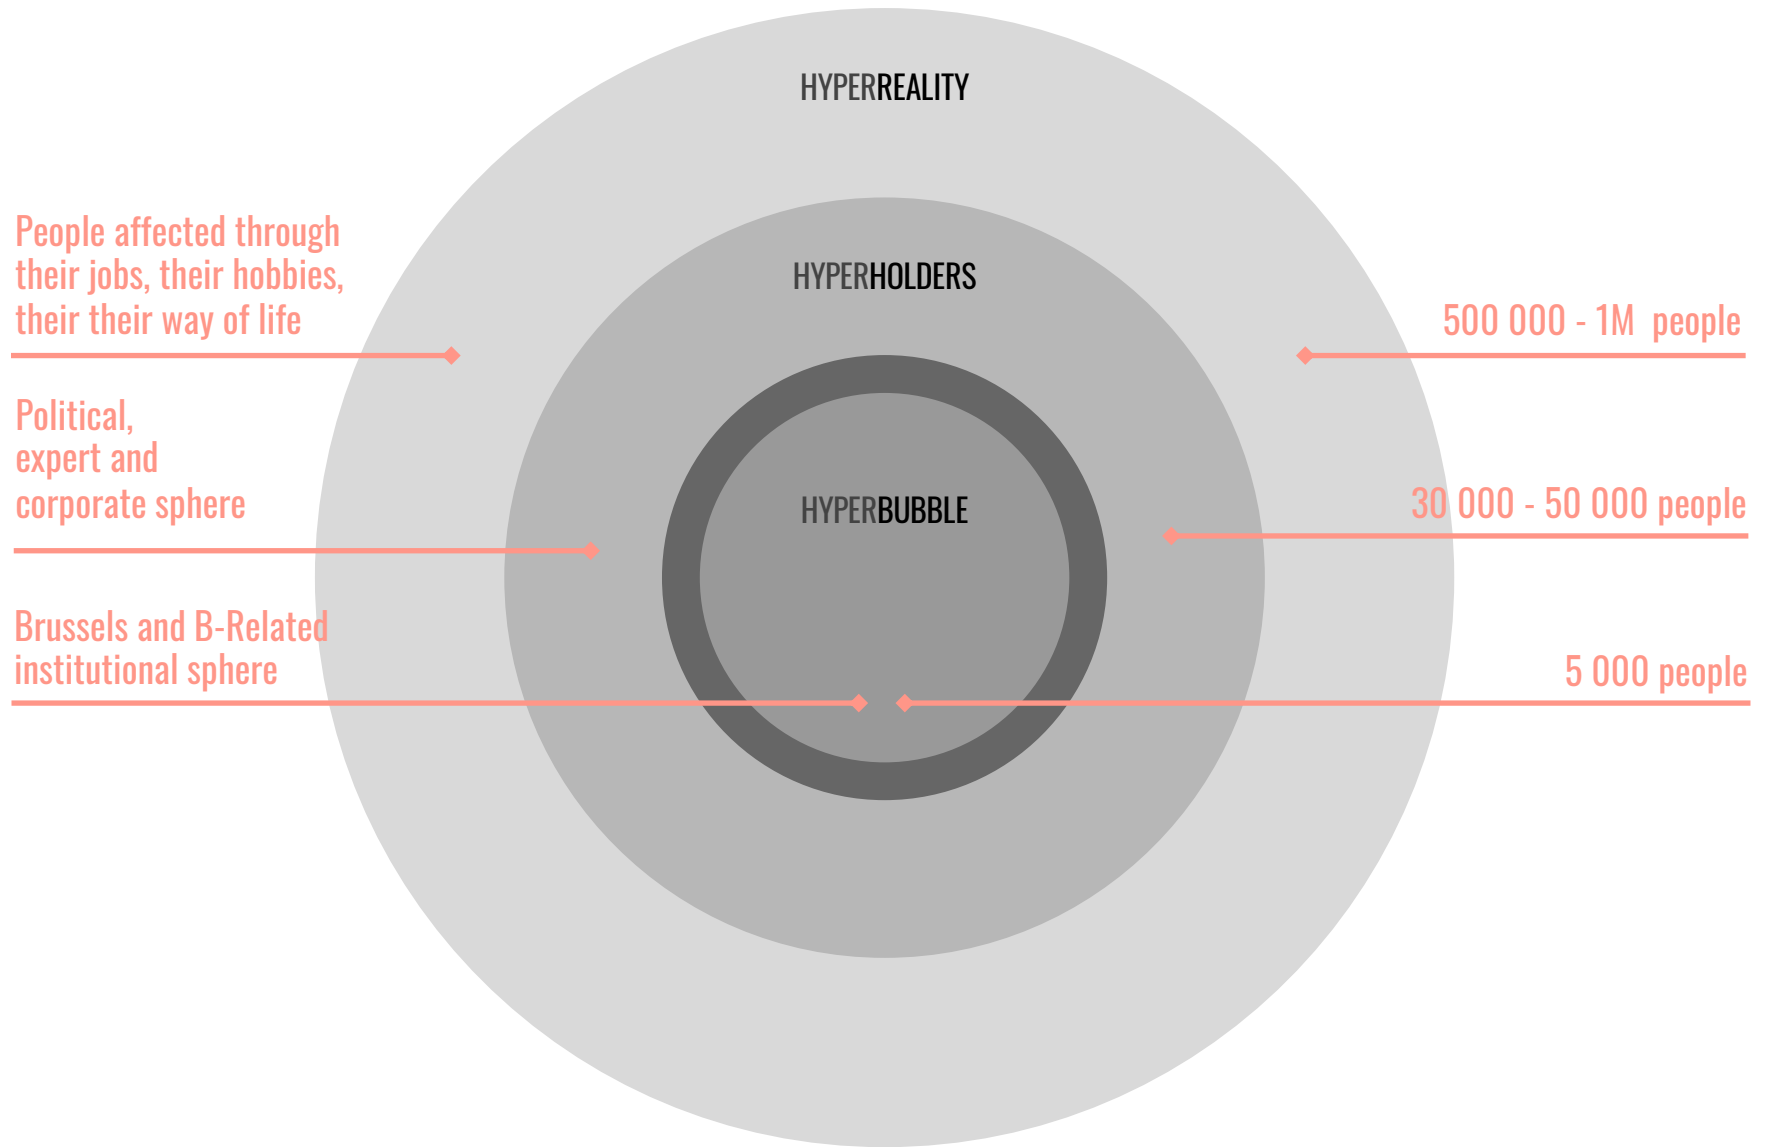 HYPERREALITY
People affected through
their jobs, their hobbies,
their their way of life
500 000 - 1M  people
HYPERHOLDERS
Political,
expert and
corporate sphere
30 000 - 50 000 people
HYPERBUBBLE
Brussels and B-Related
institutional sphere
5 000 people